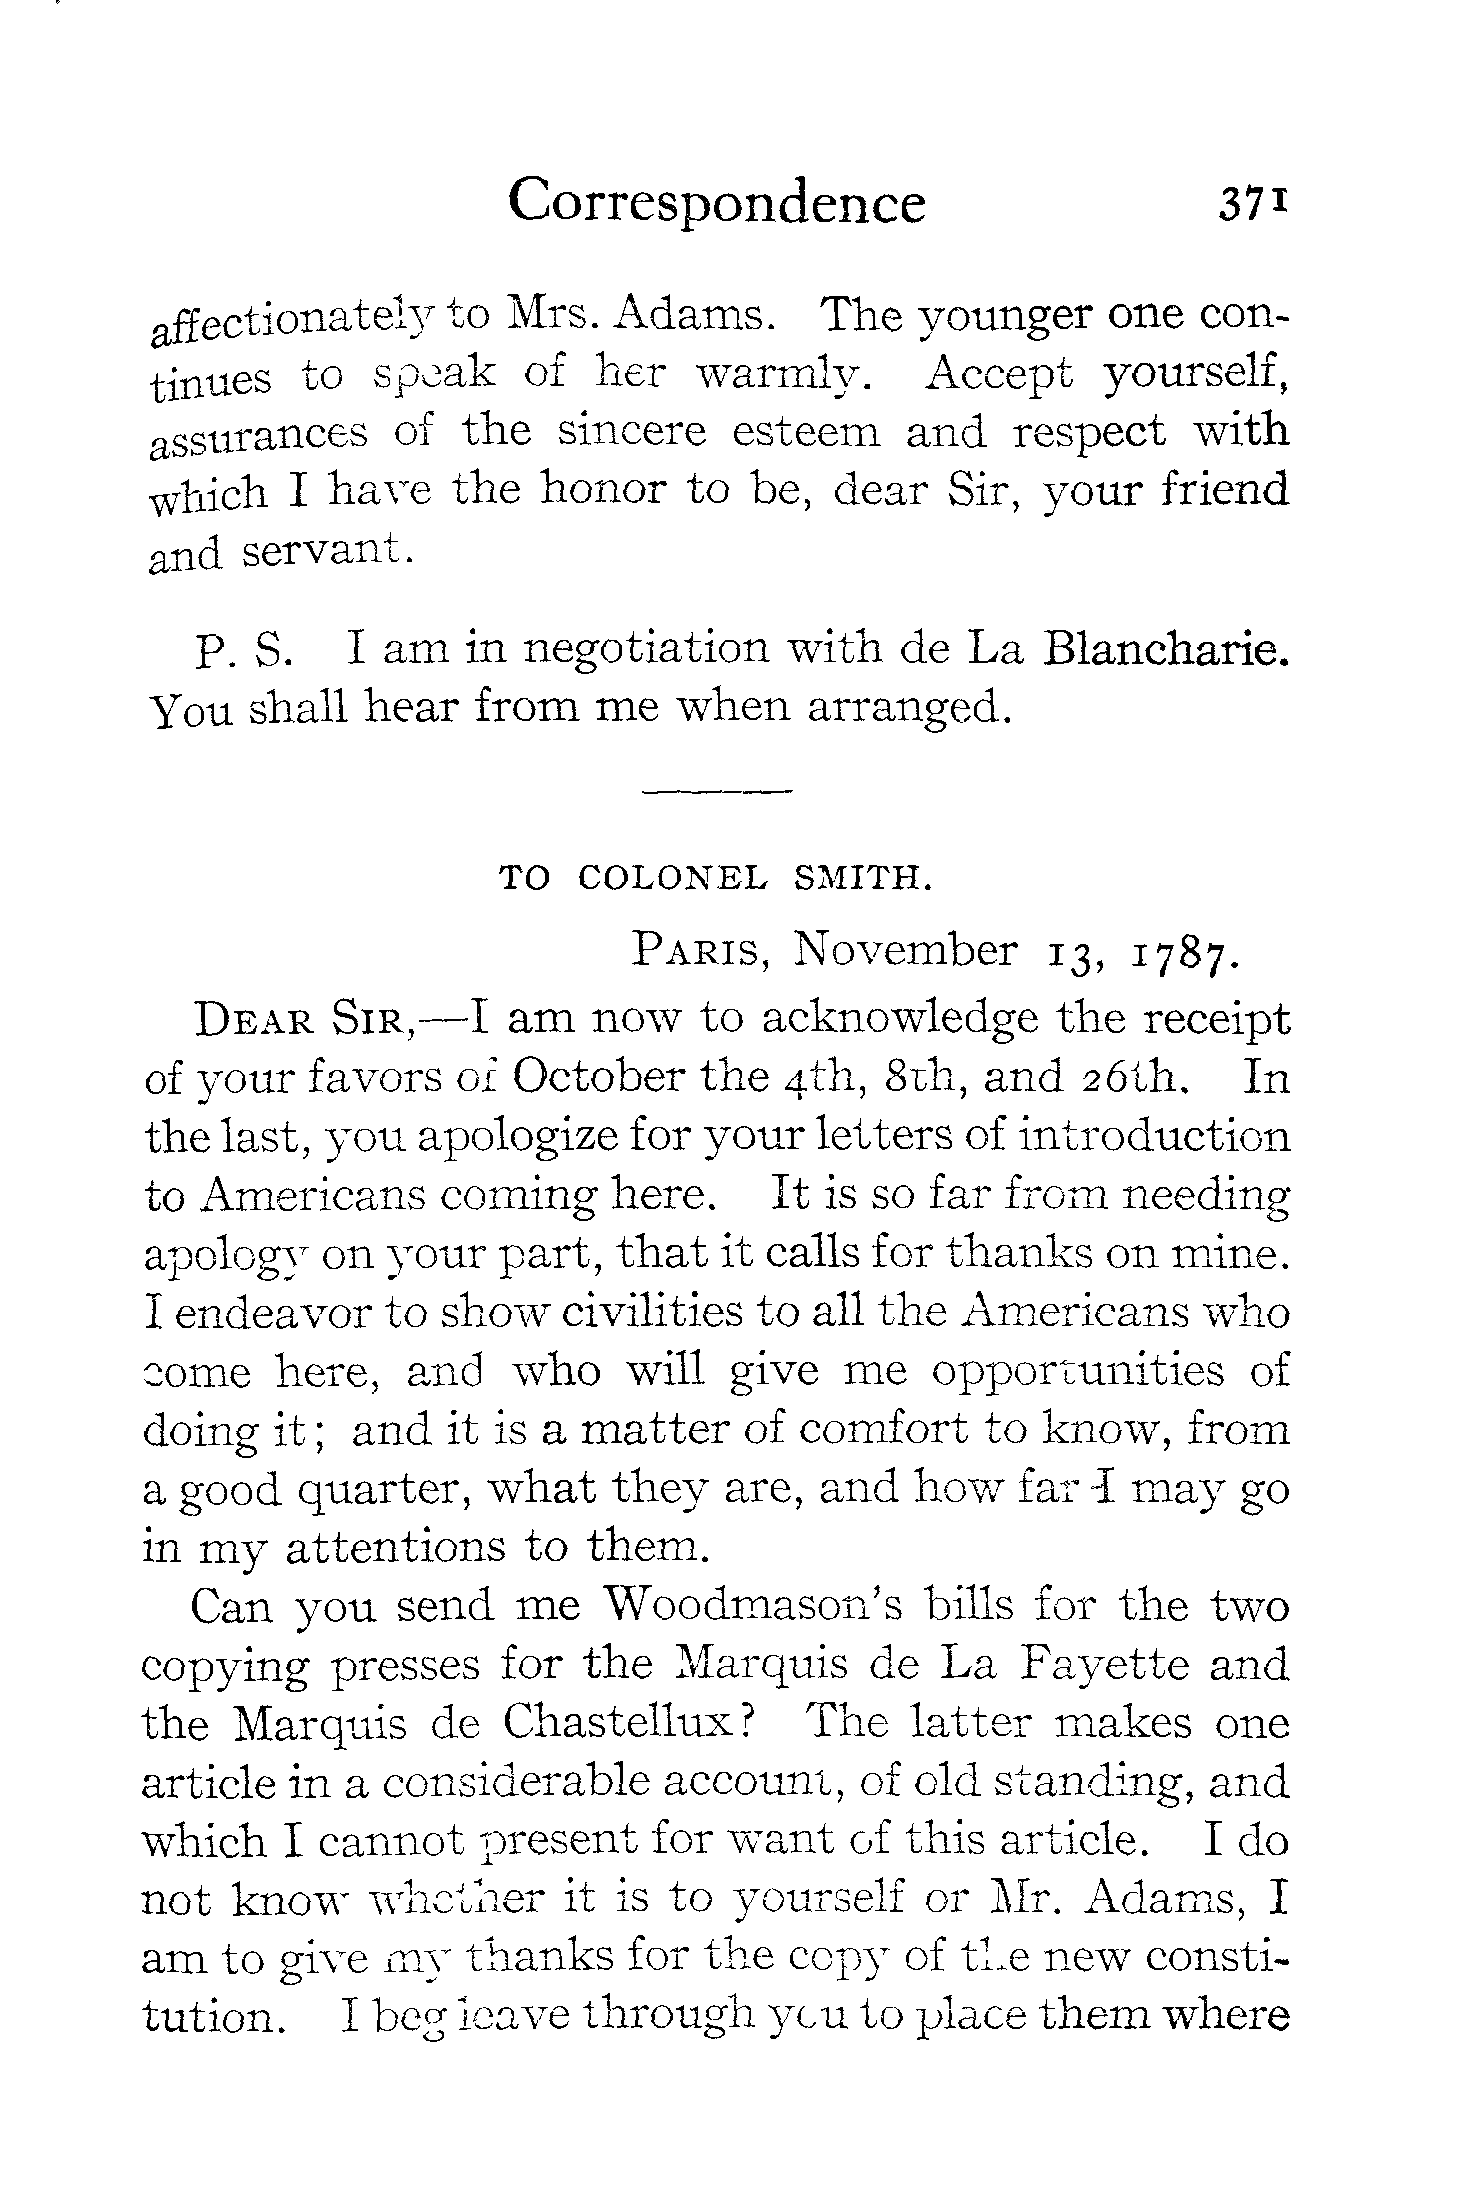 Correspondence 371
affectionately to Mrs. Adams. The younger one con-
tinues to speak of her warmly. Accept yourself,
assurances of the sincere esteem and respect with
which I have the honor to be, dear Sir, your friend
and servant.
P. S. I am in negotiation with de La Blancharie.
You shall hear from me when arranged.
TO COLONEL SMITH.
PARIS, November 13, 1787.
DEAR SIR,—I am now to acknowledge the receipt
of your favors of October the 4th, 8th, and 26th. In
the last, you apologize for your letters of introduction
to Americans coming here. It is so far from needing
apology on your part, that it calls for thanks on mine.
I endeavor to show civilities to all the Americans who
come here, and who will give me opportunities of
doing it; and it is a matter of comfort to know, from
a good quarter, what they are, and how far I may go
in my attentions to them.
Can you send me Woodmason's bills for the two
copying presses for the Marquis de La Fayette and
the Marquis de Chastellux? The latter makes one
article in a considerable account, of old standing, and
which I cannot present for want of this article. I do
not know whether it is to yourself or Mr. Adams, I
am to give my thanks for the copy of the new consti-
tution. I beg leave through you to place them where